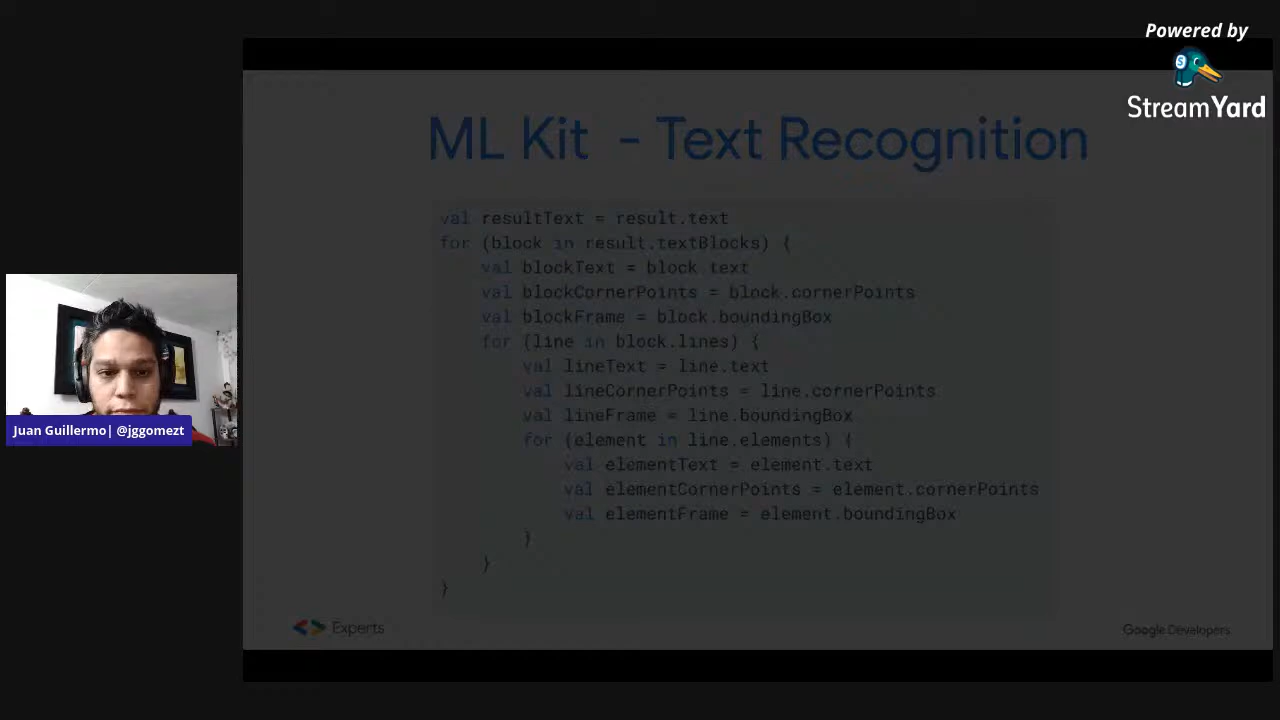 Powered by
StreamYard
ML Kit - Text Recognition
val resultText = result.text
for (block in result.textBlocks) {
    val blockText = block.text
    val blockCornerPoints = block.cornerPoints
    val blockFrame = block.boundingBox
    for (line in block.lines) {
        val lineText = line.text
        val lineCornerPoints = line.cornerPoints
        val lineFrame = line.boundingBox
        for (element in line.elements) {
            val elementText = element.text
            val elementCornerPoints = element.cornerPoints
            val elementFrame = element.boundingBox
        }
    }
}
Juan Guillermo| @jggomezt
Experts
Google Developers